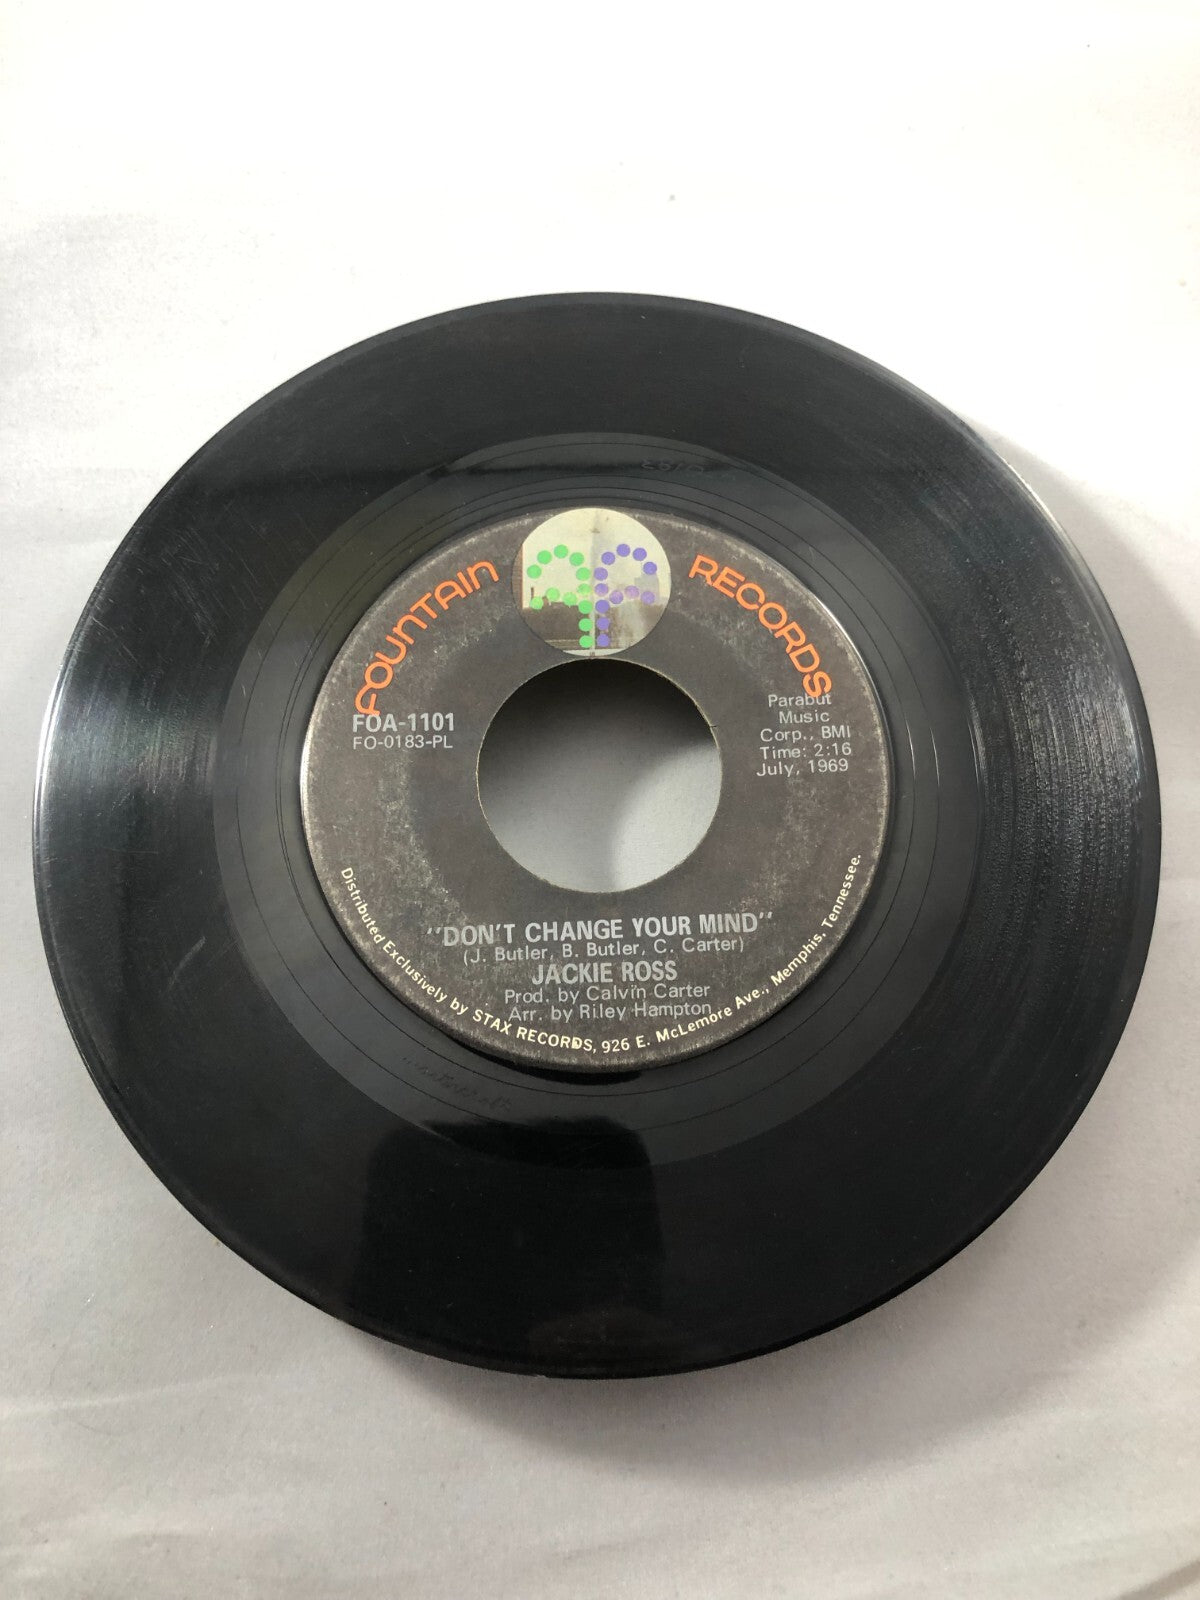 FOUNTAIN RECORDS
FOA-1101
FO-0183-PL
Parabut
Music
Corp., BMI
Time: 2:16
July, 1969
"DON'T CHANGE YOUR MIND"
(J. Butler, B. Butler, C. Carter)
JACKIE ROSS
Prod. by Calvin Carter
Arr. by Riley Hampton
Distributed Exclusively by STAX RECORDS, 926 E. McLemore Ave., Memphis, Tennessee.